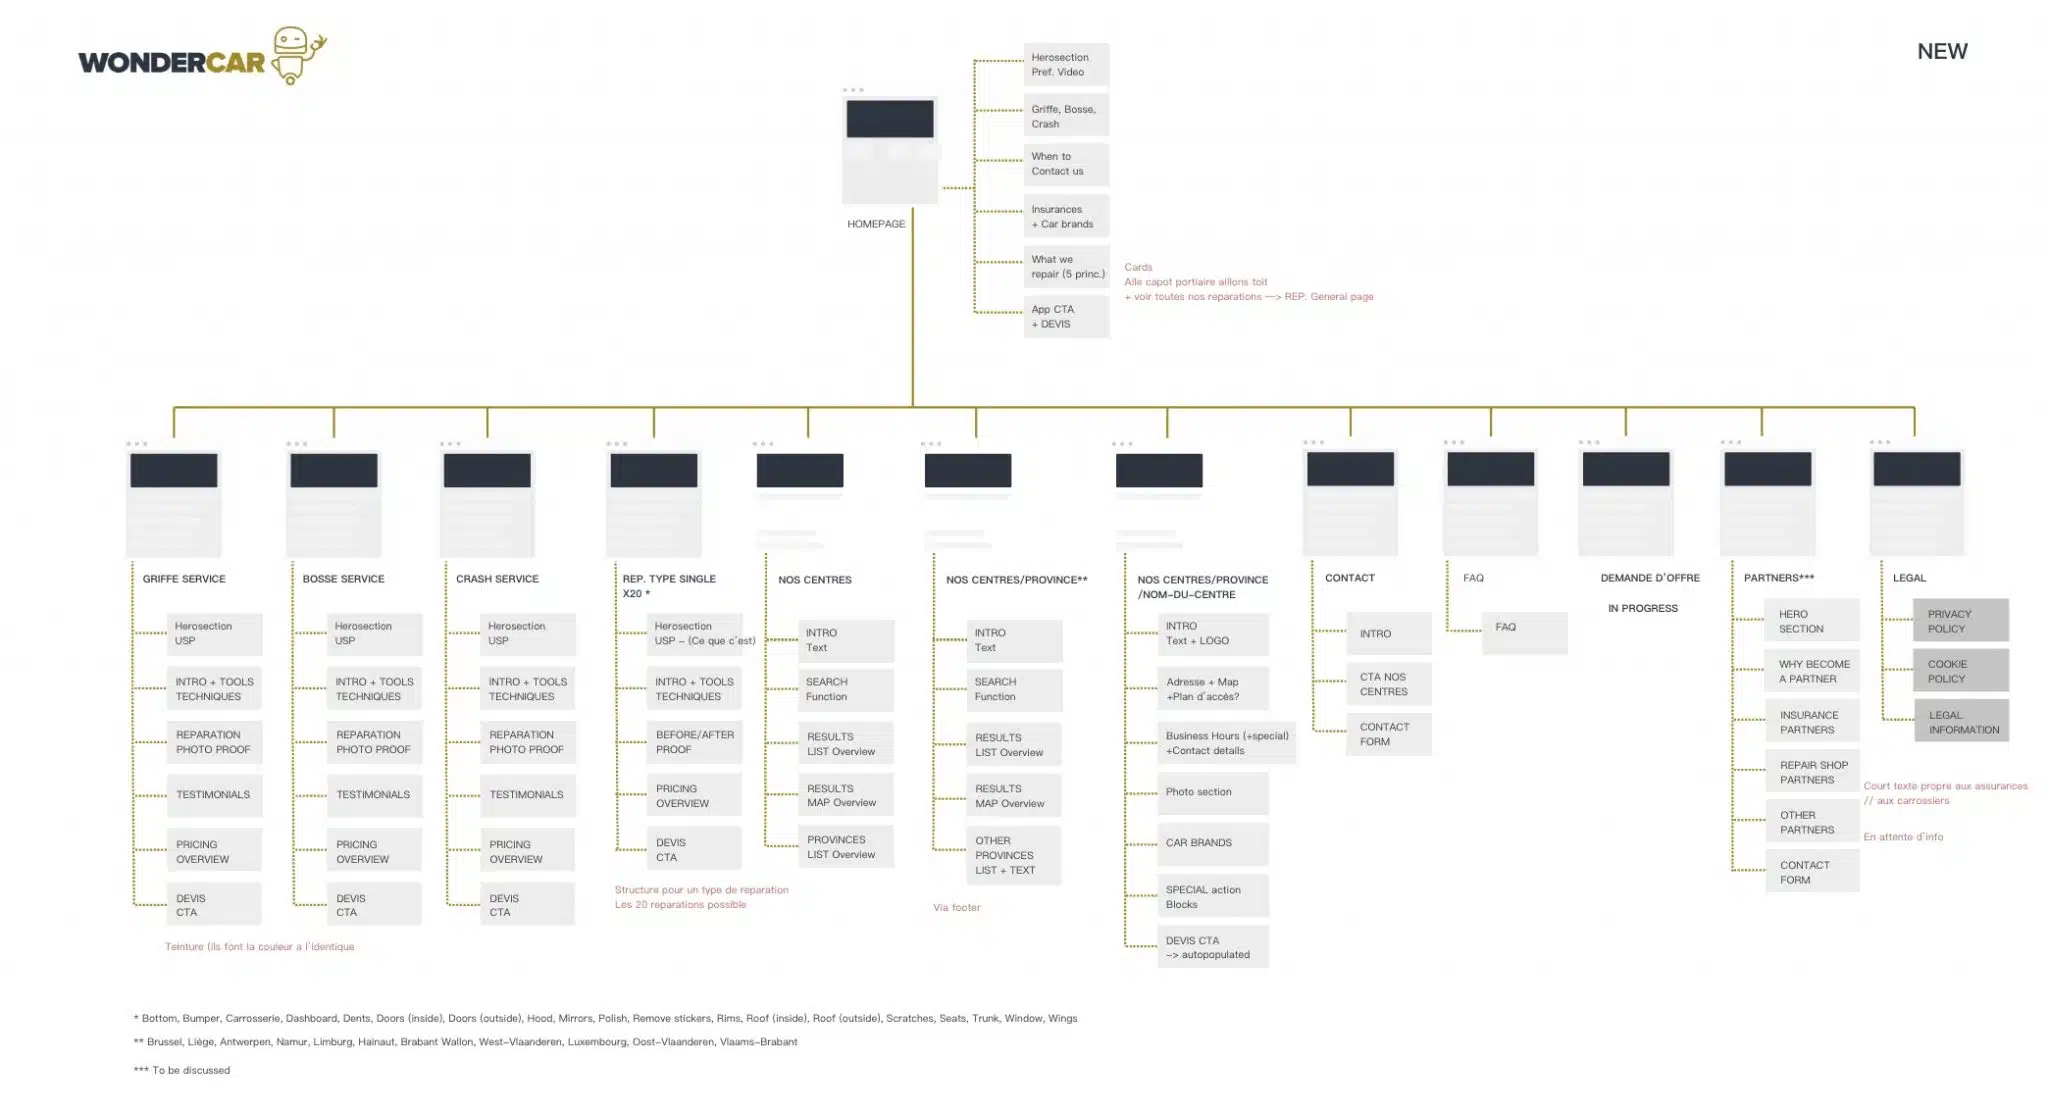 WONDERCAR
NEW
HOMEPAGE
Herosection
Pref. Video
Griffe, Bosse,
Crash
When to
Contact us
Insurances
+ Car brands
What we
repair (5 princ.)
App CTA
+ DEVIS
Cards
Aile capot portiaire aillons toit
+ voir toutes nos reparations —> REP. General page
GRIFFE SERVICE
Herosection
USP
INTRO + TOOLS
TECHNIQUES
REPARATION
PHOTO PROOF
TESTIMONIALS
PRICING
OVERVIEW
DEVIS
CTA
Teinture (Ils font la couleur a l'identique
BOSSE SERVICE
Herosection
USP
INTRO + TOOLS
TECHNIQUES
REPARATION
PHOTO PROOF
TESTIMONIALS
PRICING
OVERVIEW
DEVIS
CTA
CRASH SERVICE
Herosection
USP
INTRO + TOOLS
TECHNIQUES
REPARATION
PHOTO PROOF
TESTIMONIALS
PRICING
OVERVIEW
DEVIS
CTA
REP. TYPE SINGLE
X20 *
Herosection
USP - (Ce que c'est)
INTRO + TOOLS
TECHNIQUES
BEFORE/AFTER
PROOF
PRICING
OVERVIEW
DEVIS
CTA
Structure pour un type de reparation
Les 20 reparations possible
NOS CENTRES
INTRO
Text
SEARCH
Function
RESULTS
LIST Overview
RESULTS
MAP Overview
PROVINCES
LIST Overview
NOS CENTRES/PROVINCE**
INTRO
Text
SEARCH
Function
RESULTS
LIST Overview
RESULTS
MAP Overview
OTHER
PROVINCES
LIST + TEXT
Via footer
NOS CENTRES/PROVINCE
/NOM-DU-CENTRE
INTRO
Text + LOGO
Adresse + Map
+Plan d'accès?
Business Hours (+special)
+Contact details
Photo section
CAR BRANDS
SPECIAL action
Blocks
DEVIS CTA
-> autopopulated
CONTACT
INTRO
CTA NOS
CENTRES
CONTACT
FORM
FAQ
FAQ
DEMANDE D'OFFRE
IN PROGRESS
PARTNERS***
HERO
SECTION
WHY BECOME
A PARTNER
INSURANCE
PARTNERS
REPAIR SHOP
PARTNERS
OTHER
PARTNERS
CONTACT
FORM
Court texte propre aux assurances
// aux carrossiers
En attente d'info
LEGAL
PRIVACY
POLICY
COOKIE
POLICY
LEGAL
INFORMATION
* Bottom, Bumper, Carrosserie, Dashboard, Dents, Doors (inside), Doors (outside), Hood, Mirrors, Polish, Remove stickers, Rims, Roof (inside), Roof (outside), Scratches, Seats, Trunk, Window, Wings
** Brussel, Liège, Antwerpen, Namur, Limburg, Hainaut, Brabant Wallon, West-Vlaanderen, Luxembourg, Oost-Vlaanderen, Vlaams-Brabant
*** To be discussed